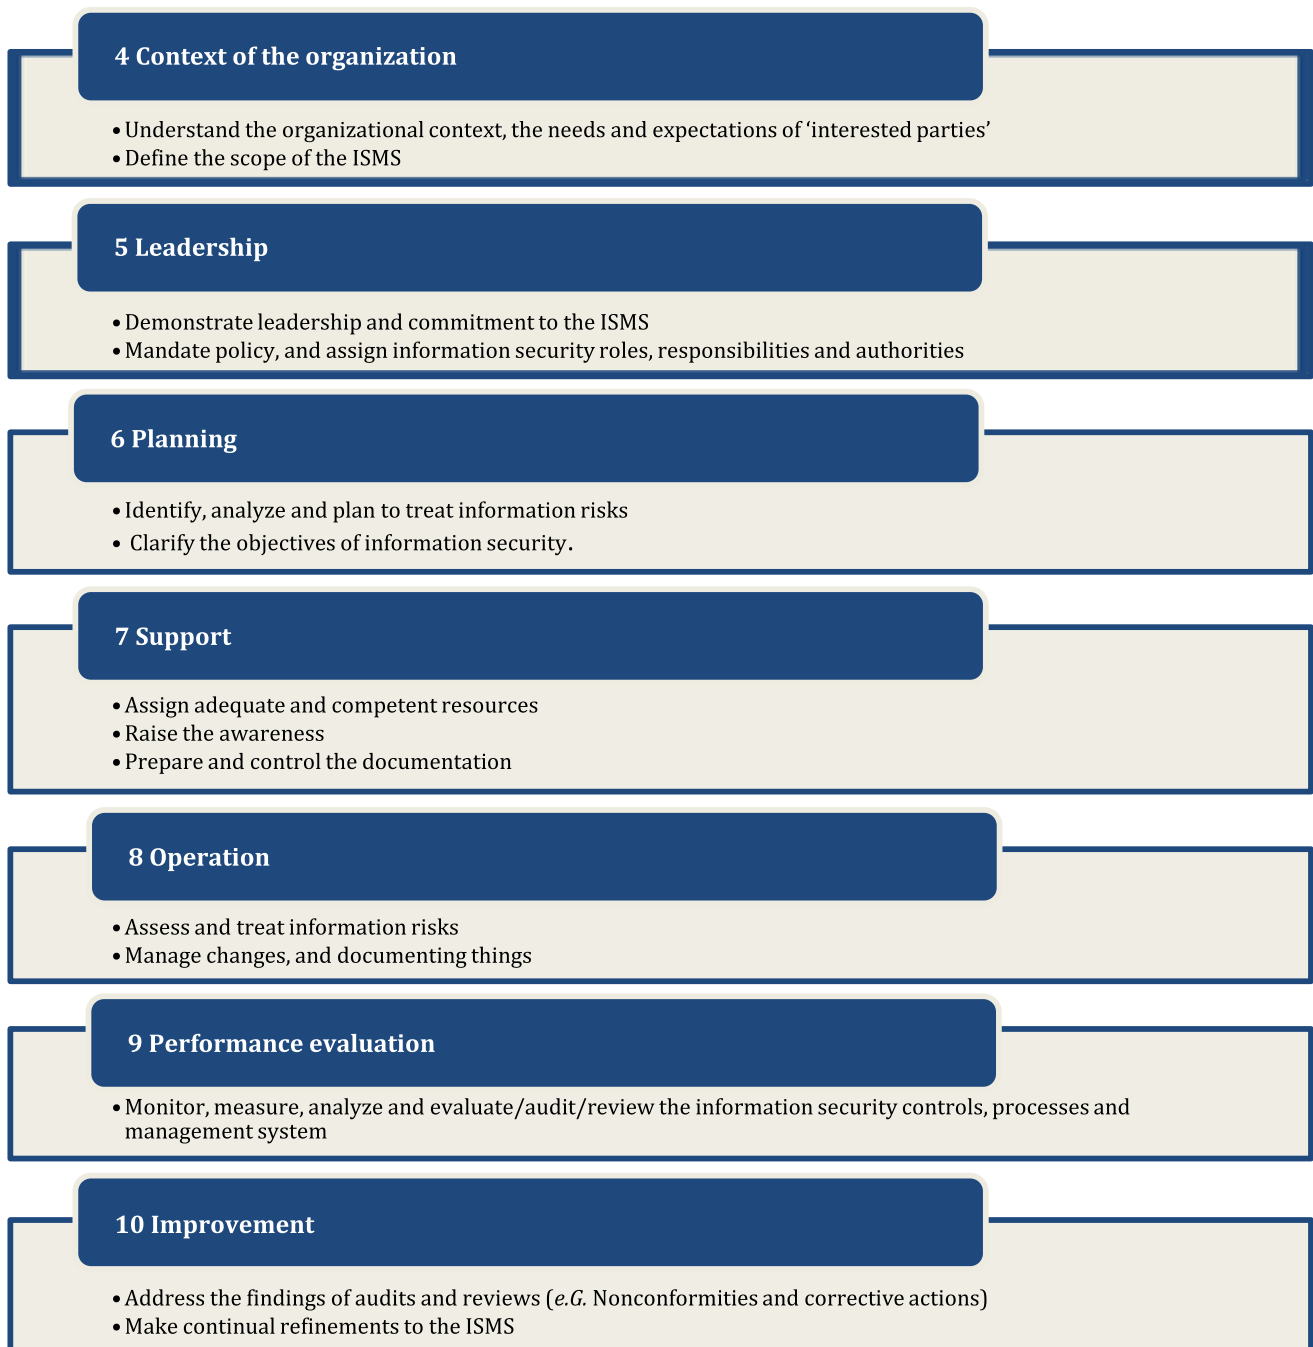 4 Context of the organization
•Understand the organizational context, the needs and expectations of ‘interested parties’
•Define the scope of the ISMS
5 Leadership
•Demonstrate leadership and commitment to the ISMS
•Mandate policy, and assign information security roles, responsibilities and authorities
6 Planning
•Identify, analyze and plan to treat information risks
• Clarify the objectives of information security.
7 Support
•Assign adequate and competent resources
•Raise the awareness
•Prepare and control the documentation
8 Operation
•Assess and treat information risks
•Manage changes, and documenting things
9 Performance evaluation
•Monitor, measure, analyze and evaluate/audit/review the information security controls, processes and
management system
10 Improvement
•Address the findings of audits and reviews (e.G. Nonconformities and corrective actions)
•Make continual refinements to the ISMS